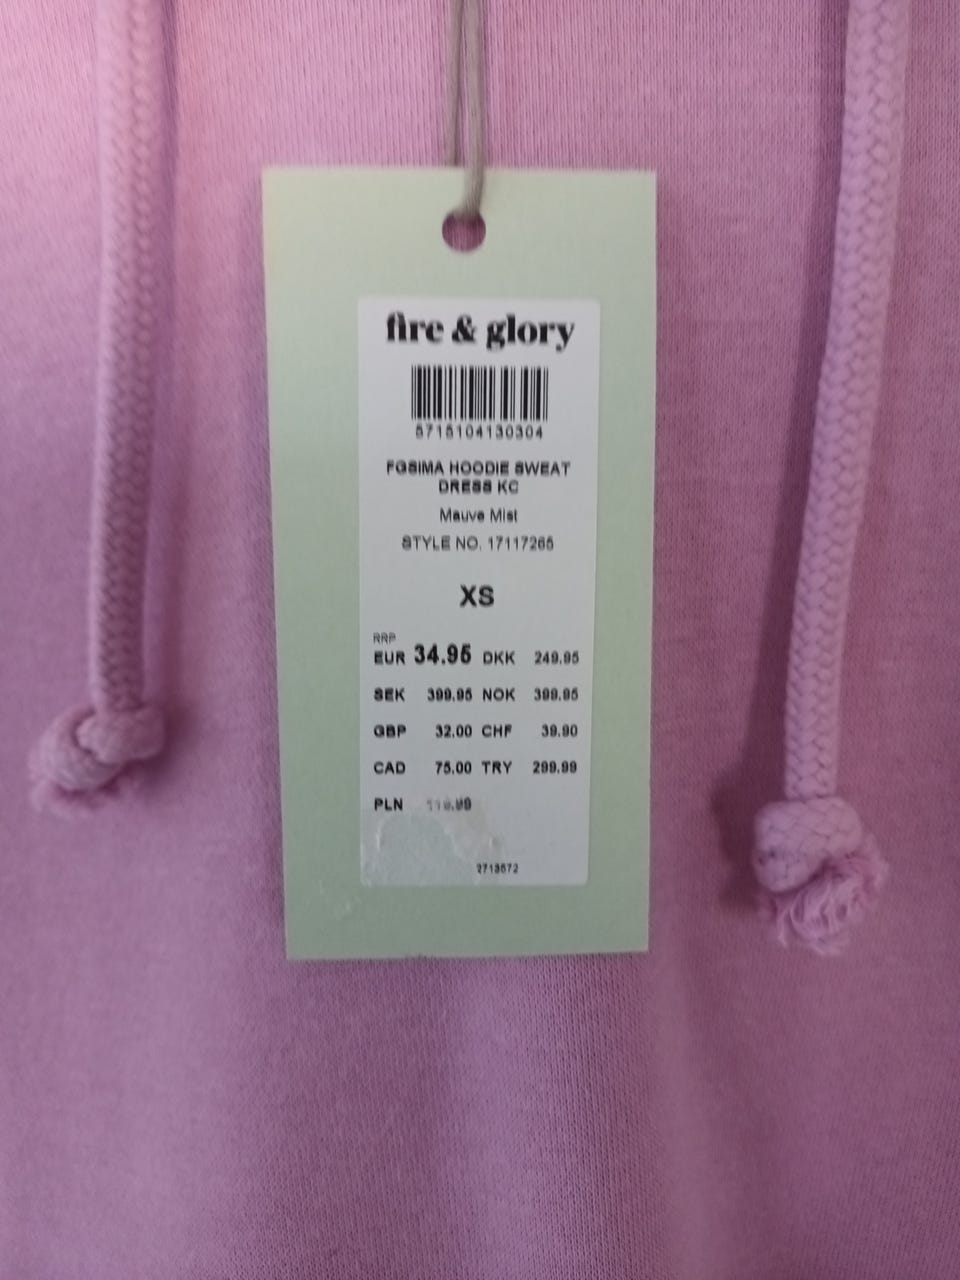 fire & glory
5715104130304
FGSIMA HOODIE SWEAT
DRESS KC
Mauve Mist
STYLE NO. 17117265
XS
RRP
EUR 34.95 DKK 249.95
SEK 399.95 NOK 399.95
GBP 32.00 CHF 39.90
CAD 75.00 TRY 299.99
PLN
2713572